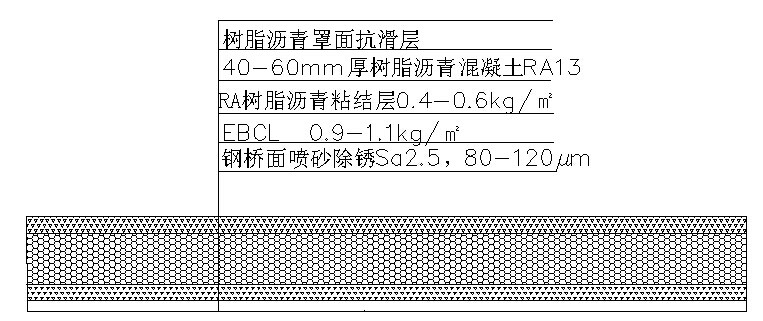 树脂沥青罩面抗滑层
40-60mm厚树脂沥青混凝土RA13
RA树脂沥青粘结层0.4-0.6kg/㎡
EBCL 0.9-1.1kg/㎡
钢桥面喷砂除锈Sa2.5，80-120μm